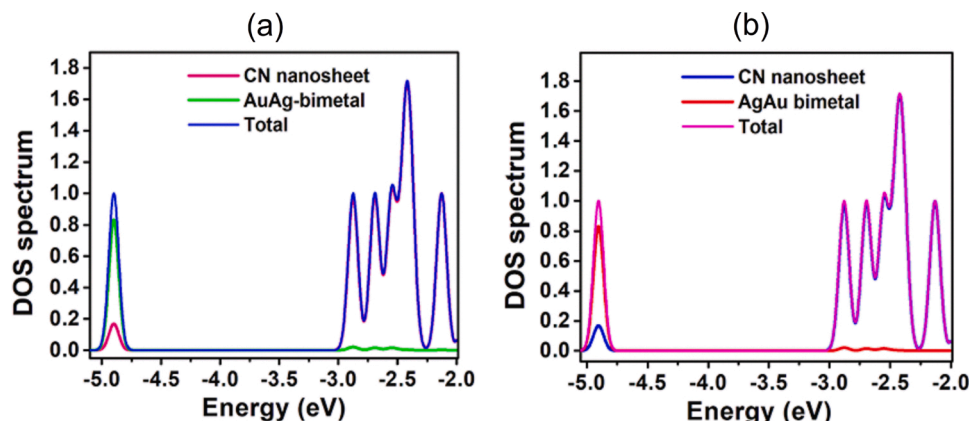 (a)
1.8
1.6
1.4
1.2
1.0
0.8
0.6
0.4
0.2
0.0
DOS spectrum
CN nanosheet
AuAg-bimetal
Total
-5.0 -4.5 -4.0 -3.5 -3.0 -2.5 -2.0
Energy (eV)
(b)
1.8
1.6
1.4
1.2
1.0
0.8
0.6
0.4
0.2
0.0
DOS spectrum
CN nanosheet
AgAu bimetal
Total
-5.0 -4.5 -4.0 -3.5 -3.0 -2.5 -2.0
Energy (eV)